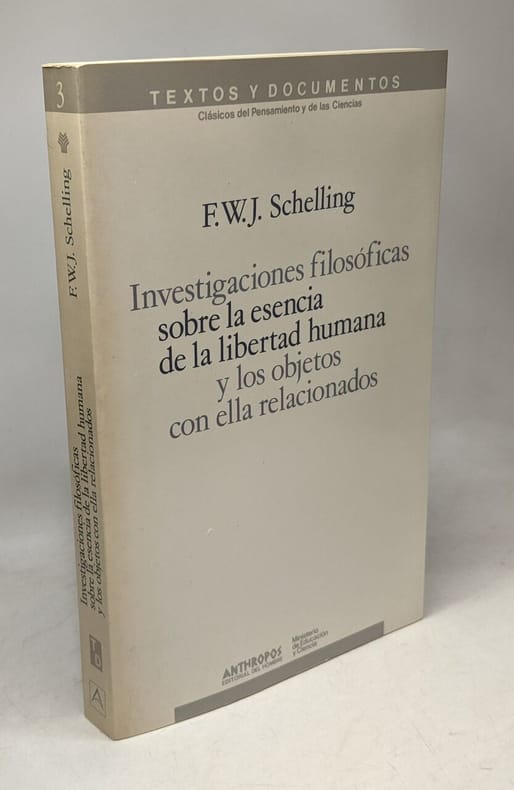 TEXTOS Y DOCUMENTOS
Clásicos del Pensamiento y de las Ciencias
F.W.J. Schelling
Investigaciones filosóficas
sobre la esencia
de la libertad humana
y los objetos
con ella relacionados
ANTHROPOS
EDITORIAL DEL HOMBRE
Ministerio
de Educación
y Ciencia
3
F.W.J. Schelling
Investigaciones filosóficas
sobre la esencia de la libertad humana
y los objetos con ella relacionados
A